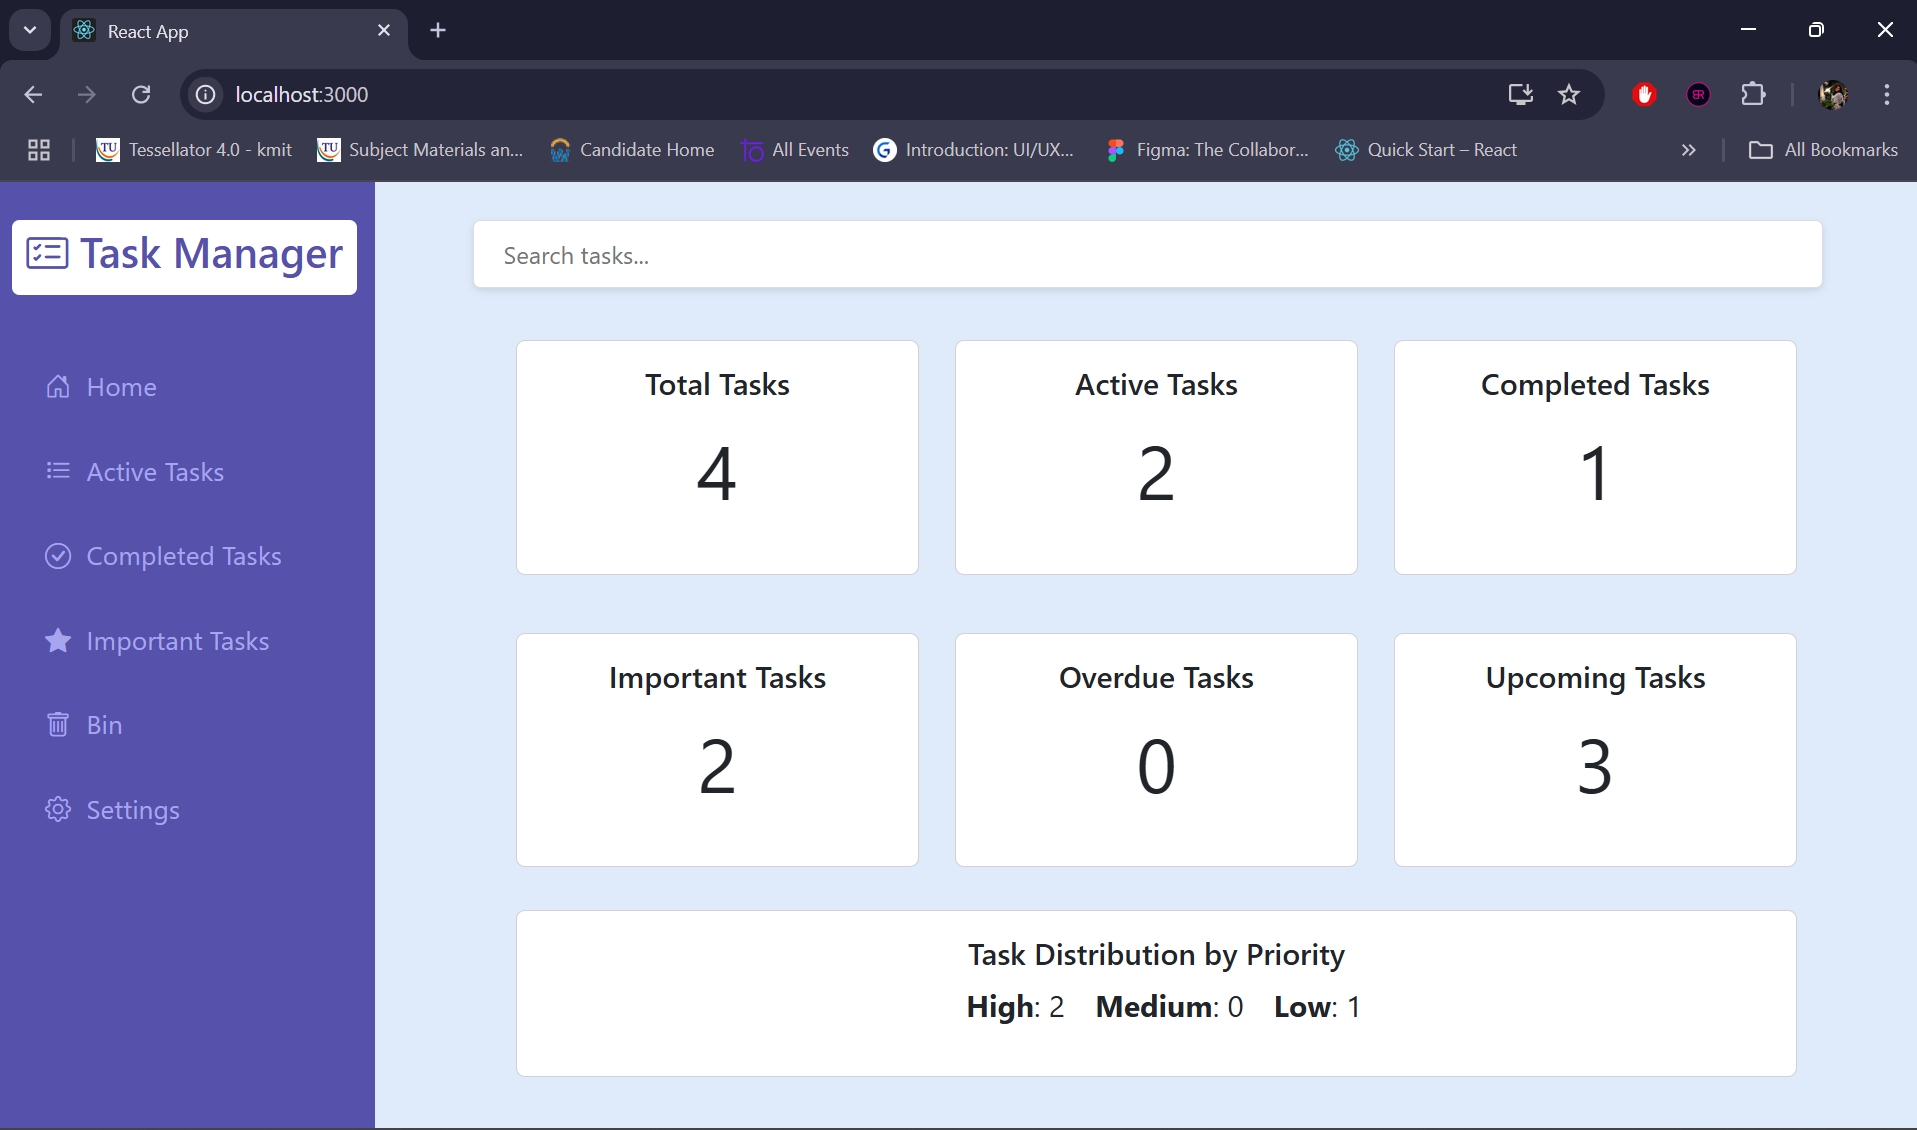 React App
localhost:3000
Tessellator 4.0 - kmit
Subject Materials an...
Candidate Home
All Events
Introduction: UI/UX...
Figma: The Collabor...
Quick Start – React
All Bookmarks
Task Manager
Home
Active Tasks
Completed Tasks
Important Tasks
Bin
Settings
Search tasks...
Total Tasks
4
Active Tasks
2
Completed Tasks
1
Important Tasks
2
Overdue Tasks
0
Upcoming Tasks
3
Task Distribution by Priority
High: 2 Medium: 0 Low: 1